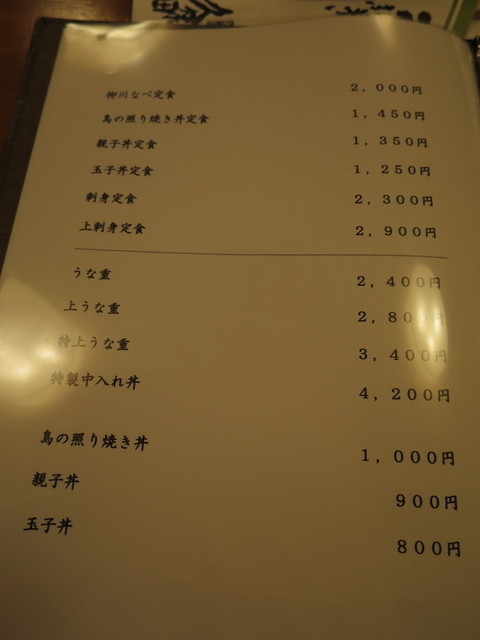 柳川なべ定食 2,000円
鳥の照り焼き丼定食 1,450円
親子丼定食 1,350円
玉子丼定食 1,250円
刺身定食 2,300円
上刺身定食 2,900円
うな重 2,400円
上うな重 2,800円
特上うな重 3,400円
特製中入れ丼 4,200円
鳥の照り焼き丼 1,000円
親子丼 900円
玉子丼 800円